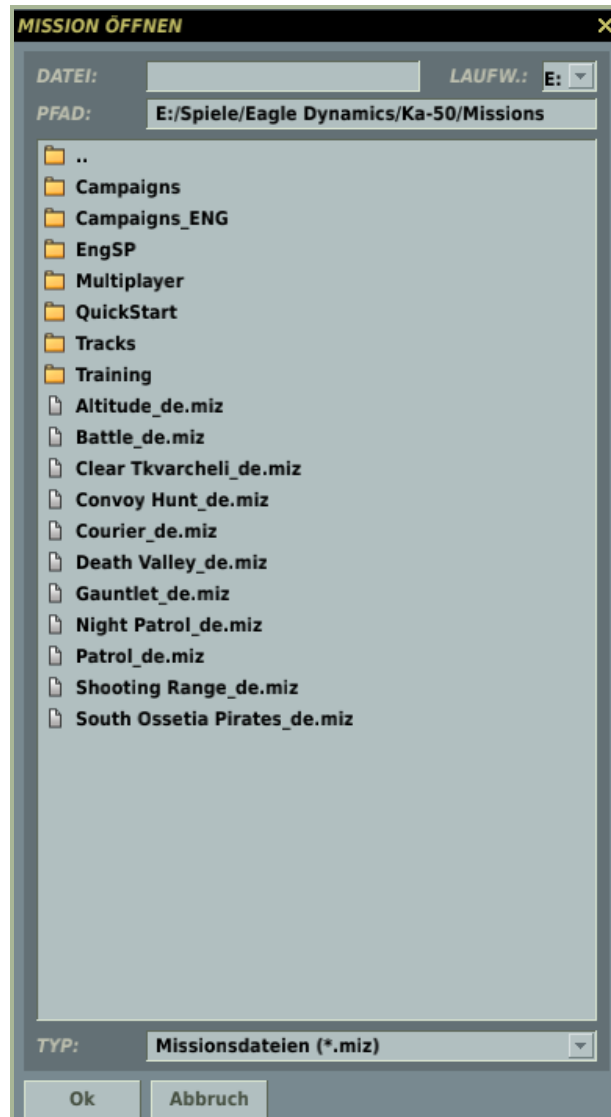 MISSION ÖFFNEN
DATEI: LAUFW.: E:
PFAD: E:/Spiele/Eagle Dynamics/Ka-50/Missions
..
Campaigns
Campaigns_ENG
EngSP
Multiplayer
QuickStart
Tracks
Training
Altitude_de.miz
Battle_de.miz
Clear Tkvarcheli_de.miz
Convoy Hunt_de.miz
Courier_de.miz
Death Valley_de.miz
Gauntlet_de.miz
Night Patrol_de.miz
Patrol_de.miz
Shooting Range_de.miz
South Ossetia Pirates_de.miz
TYP: Missionsdateien (*.miz)
Ok Abbruch